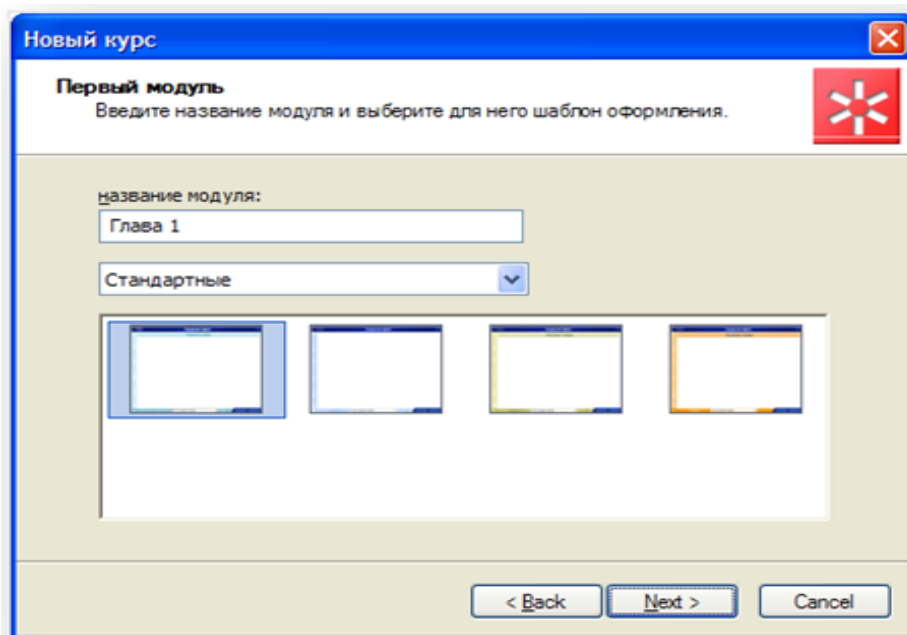 Новый курс
Первый модуль
Введите название модуля и выберите для него шаблон оформления.
название модуля:
Глава 1
Стандартные
< Back Next > Cancel